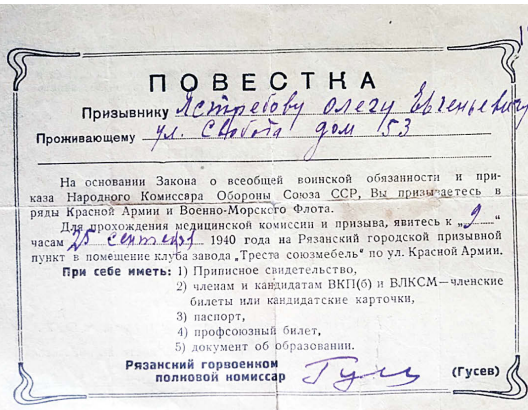 ПОВЕСТКА
Призывнику Ястребову Олегу Евгеньевичу
Проживающему ул. Свобода дом 53
На основании Закона о всеобщей воинской обязанности и при-
каза Народного Комиссара Обороны Союза ССР, Вы призываетесь в
ряды Красной Армии и Военно-Морского Флота.
Для прохождения медицинской комиссии и призыва, явитесь к „9“
часам 25 сентября 1940 года на Рязанский городской призывной
пункт в помещение клуба завода „Треста союзмебель“ по ул. Красной Армии.
При себе иметь: 1) Приписное свидетельство,
2) членам и кандидатам ВКП(б) и ВЛКСМ—членские
билеты или кандидатские карточки,
3) паспорт,
4) профсоюзный билет,
5) документ об образовании.
Рязанский горвоенком
полковой комиссар
(Гусев)